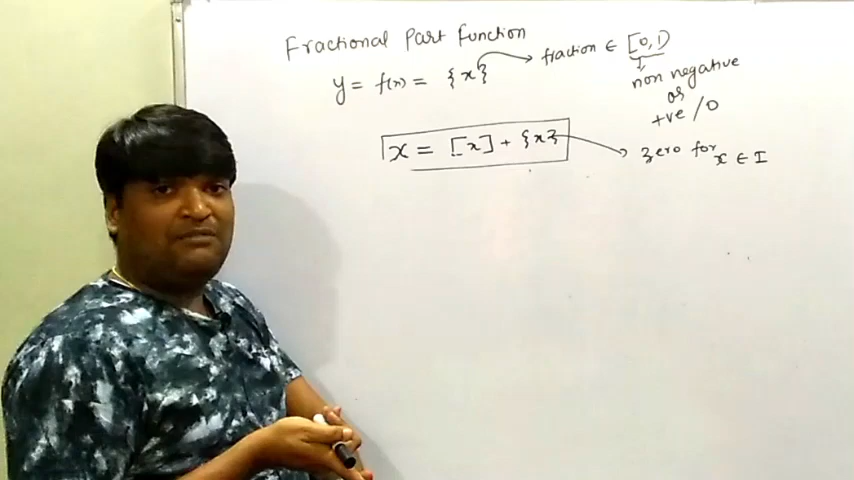 Fractional Part Function
y = f(x) = {x} → fraction ∈ [0, 1)
non negative
or
+ve / 0
x = [x] + {x} → zero for x ∈ I